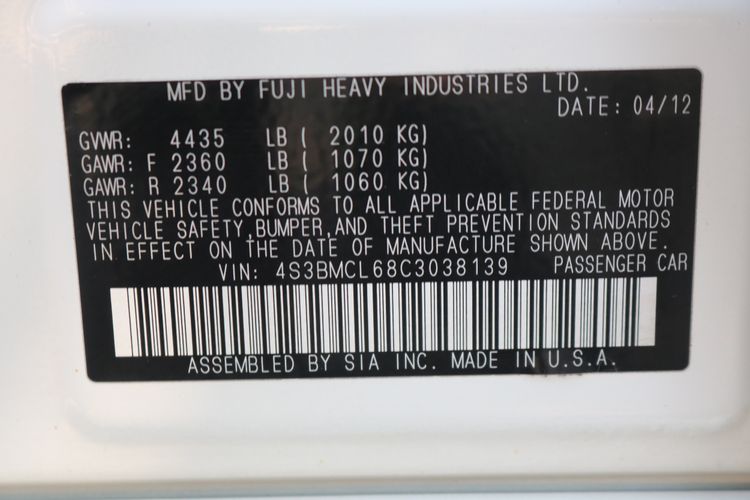 MFD BY FUJI HEAVY INDUSTRIES LTD.
DATE: 04/12
GVWR: 4435 LB ( 2010 KG)
GAWR: F 2360 LB ( 1070 KG)
GAWR: R 2340 LB ( 1060 KG)
THIS VEHICLE CONFORMS TO ALL APPLICABLE FEDERAL MOTOR
VEHICLE SAFETY,BUMPER,AND THEFT PREVENTION STANDARDS
IN EFFECT ON THE DATE OF MANUFACTURE SHOWN ABOVE.
VIN: 4S3BMCL68C3038139 PASSENGER CAR
ASSEMBLED BY SIA INC. MADE IN U.S.A.